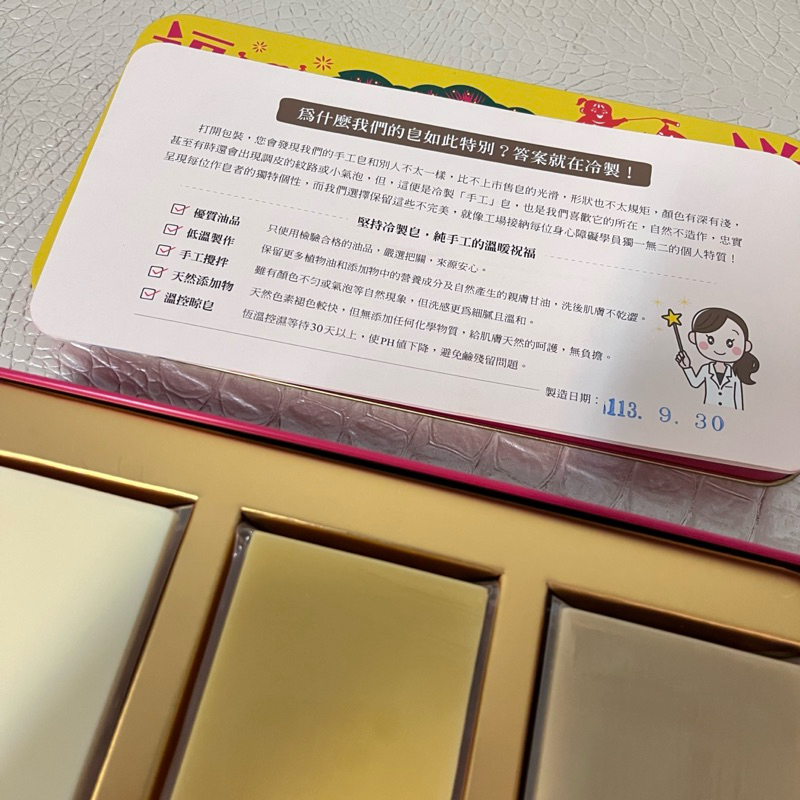 為什麼我們的皂如此特別？答案就在冷製！
打開包裝，您會發現我們的手工皂和別人不太一樣，比不上市售皂的光滑，形狀也不太規矩，顏色有深有淺，
甚至有時還會出現調皮的紋路或小氣泡，但，這便是冷製「手工」皂，也是我們喜歡它的所在，自然不造作，忠實
呈現每位作皂者的獨特個性，而我們選擇保留這些不完美，就像工場接納每位身心障礙學員獨一無二的個人特質！
堅持冷製皂，純手工的溫暖祝福
優質油品 只使用檢驗合格的油品，嚴選把關，來源安心。
低溫製作 保留更多植物油和添加物中的營養成分及自然產生的親膚甘油，洗後肌膚不乾澀。
手工攪拌 雖有顏色不勻或氣泡等自然現象，但洗感更為細膩且溫和。
天然添加物 天然色素褪色較快，但無添加任何化學物質，給肌膚天然的呵護，無負擔。
溫控晾皂 恆溫控濕等待30天以上，使PH值下降，避免鹼殘留問題。
製造日期：113. 9. 30